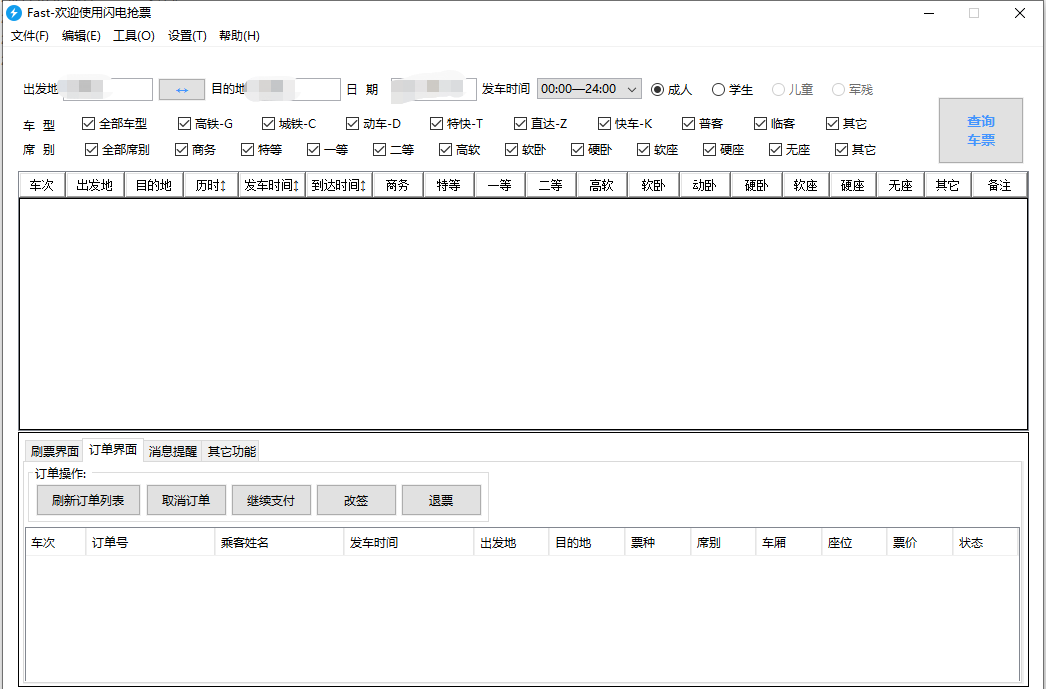 Fast-欢迎使用闪电抢票
文件(F) 编辑(E) 工具(O) 设置(T) 帮助(H)
出发地 ↔ 目的地 日 期 发车时间 00:00—24:00 成人 学生 儿童 军残
车 型 全部车型 高铁-G 城铁-C 动车-D 特快-T 直达-Z 快车-K 普客 临客 其它
席 别 全部席别 商务 特等 一等 二等 高软 软卧 硬卧 软座 硬座 无座 其它
查询
车票
车次 出发地 目的地 历时↕ 发车时间↕ 到达时间↕ 商务 特等 一等 二等 高软 软卧 动卧 硬卧 软座 硬座 无座 其它 备注
刷票界面 订单界面 消息提醒 其它功能
订单操作:
刷新订单列表 取消订单 继续支付 改签 退票
车次 订单号 乘客姓名 发车时间 出发地 目的地 票种 席别 车厢 座位 票价 状态